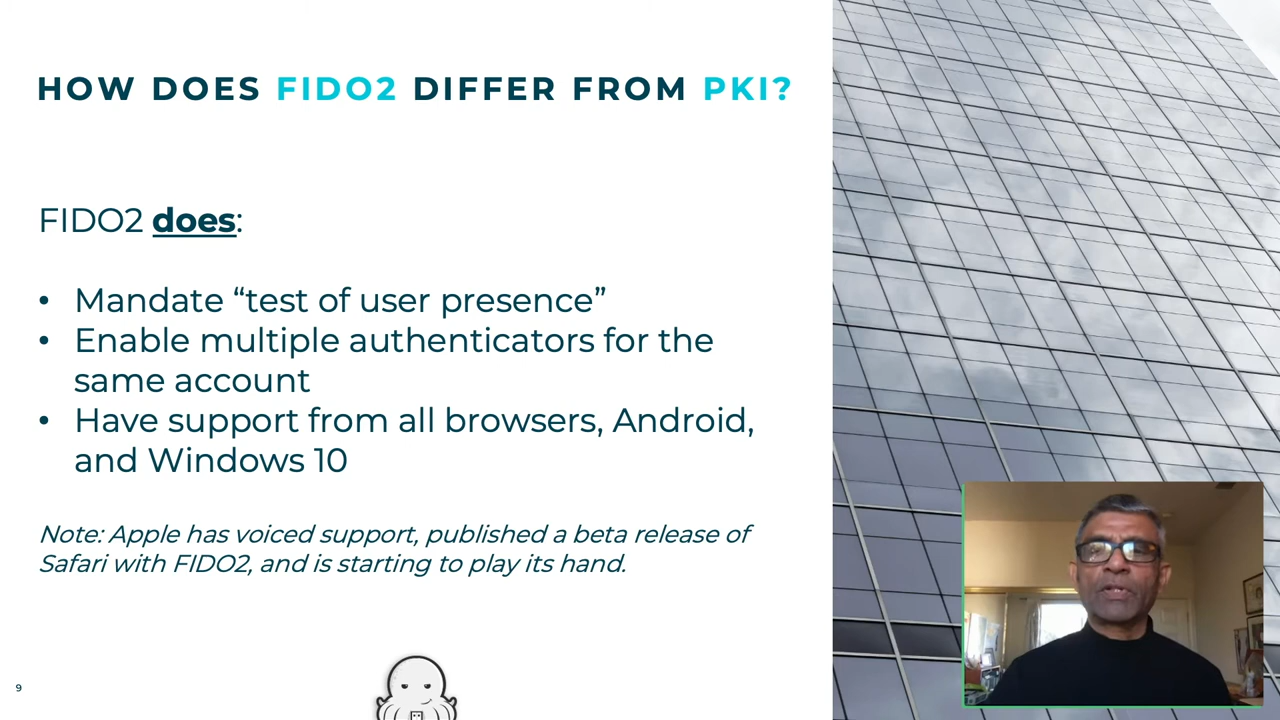 HOW DOES FIDO2 DIFFER FROM PKI?
FIDO2 does:
• Mandate “test of user presence”
• Enable multiple authenticators for the
same account
• Have support from all browsers, Android,
and Windows 10
Note: Apple has voiced support, published a beta release of
Safari with FIDO2, and is starting to play its hand.
9